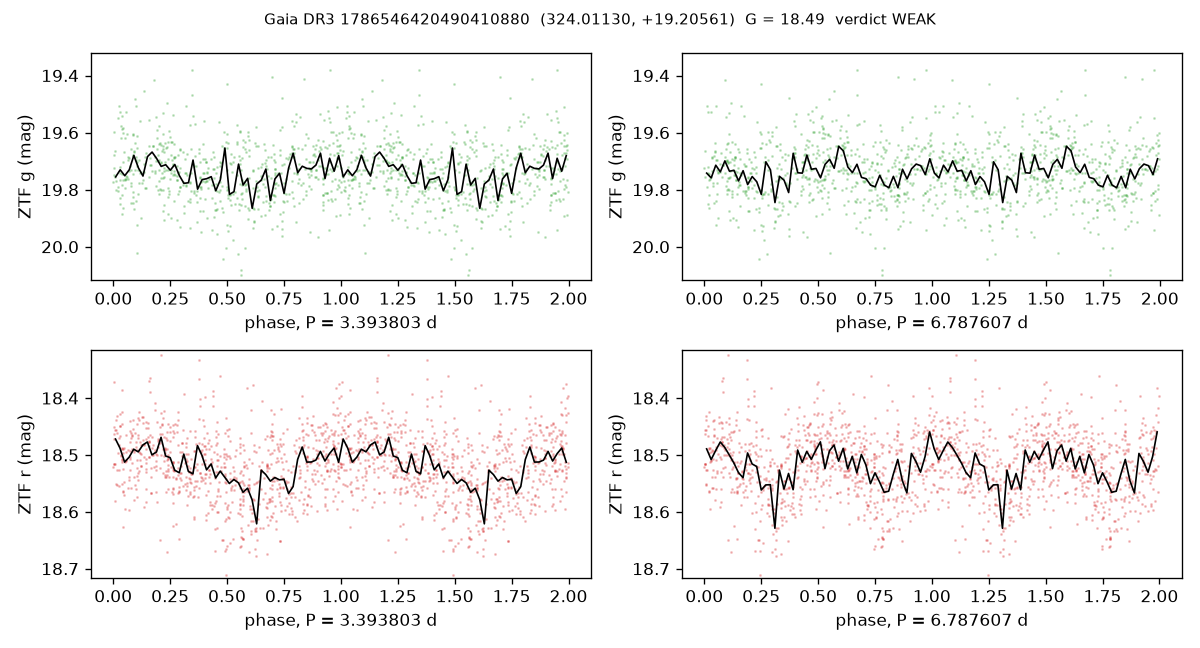 Gaia DR3 1786546420490410880  (324.01130, +19.20561)  G = 18.49  verdict WEAK
ZTF g (mag)
19.4
19.6
19.8
20.0
0.00 0.25 0.50 0.75 1.00 1.25 1.50 1.75 2.00
phase, P = 3.393803 d
ZTF g (mag)
19.4
19.6
19.8
20.0
0.00 0.25 0.50 0.75 1.00 1.25 1.50 1.75 2.00
phase, P = 6.787607 d
ZTF r (mag)
18.4
18.5
18.6
18.7
0.00 0.25 0.50 0.75 1.00 1.25 1.50 1.75 2.00
phase, P = 3.393803 d
ZTF r (mag)
18.4
18.5
18.6
18.7
0.00 0.25 0.50 0.75 1.00 1.25 1.50 1.75 2.00
phase, P = 6.787607 d